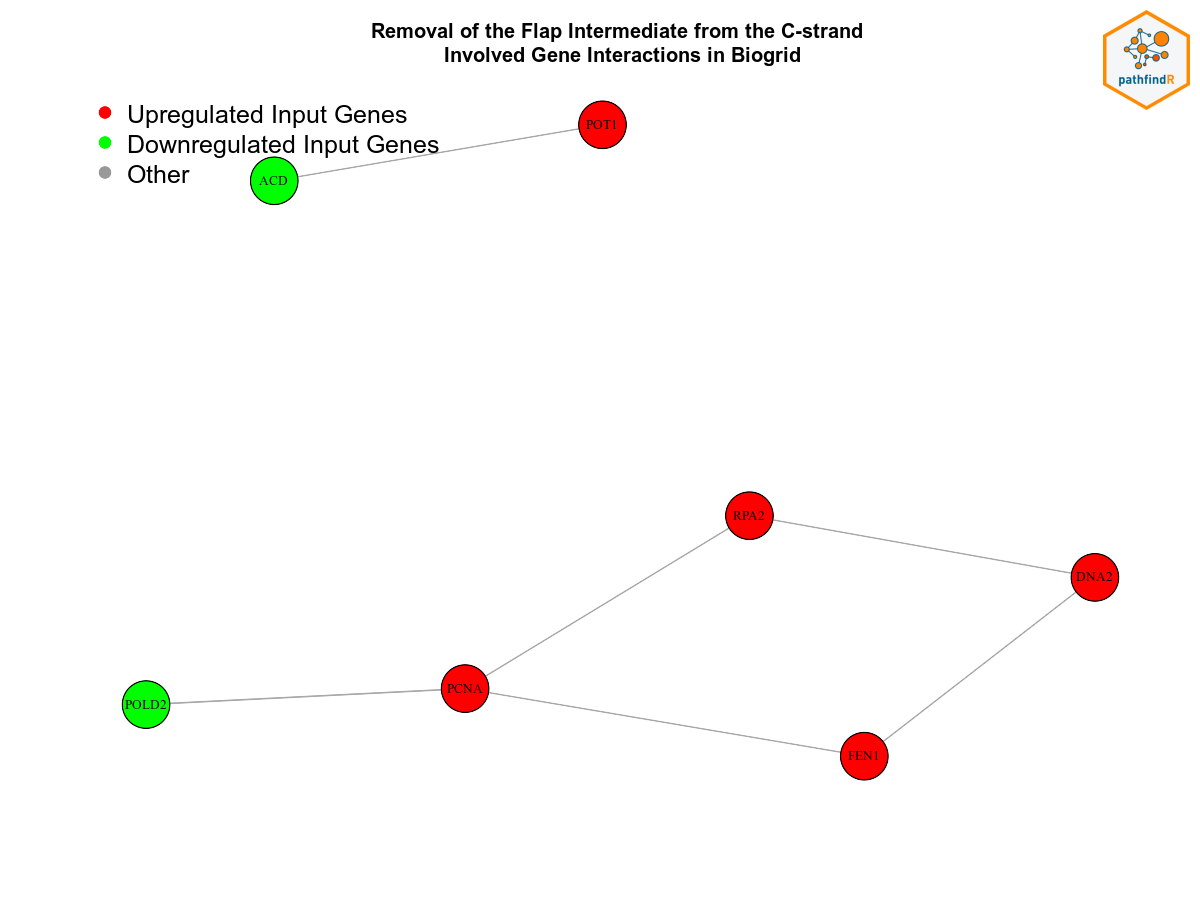 Removal of the Flap Intermediate from the C-strand
Involved Gene Interactions in Biogrid
pathfindR
Upregulated Input Genes
Downregulated Input Genes
Other
POT1
ACD
RPA2
DNA2
PCNA
POLD2
FEN1